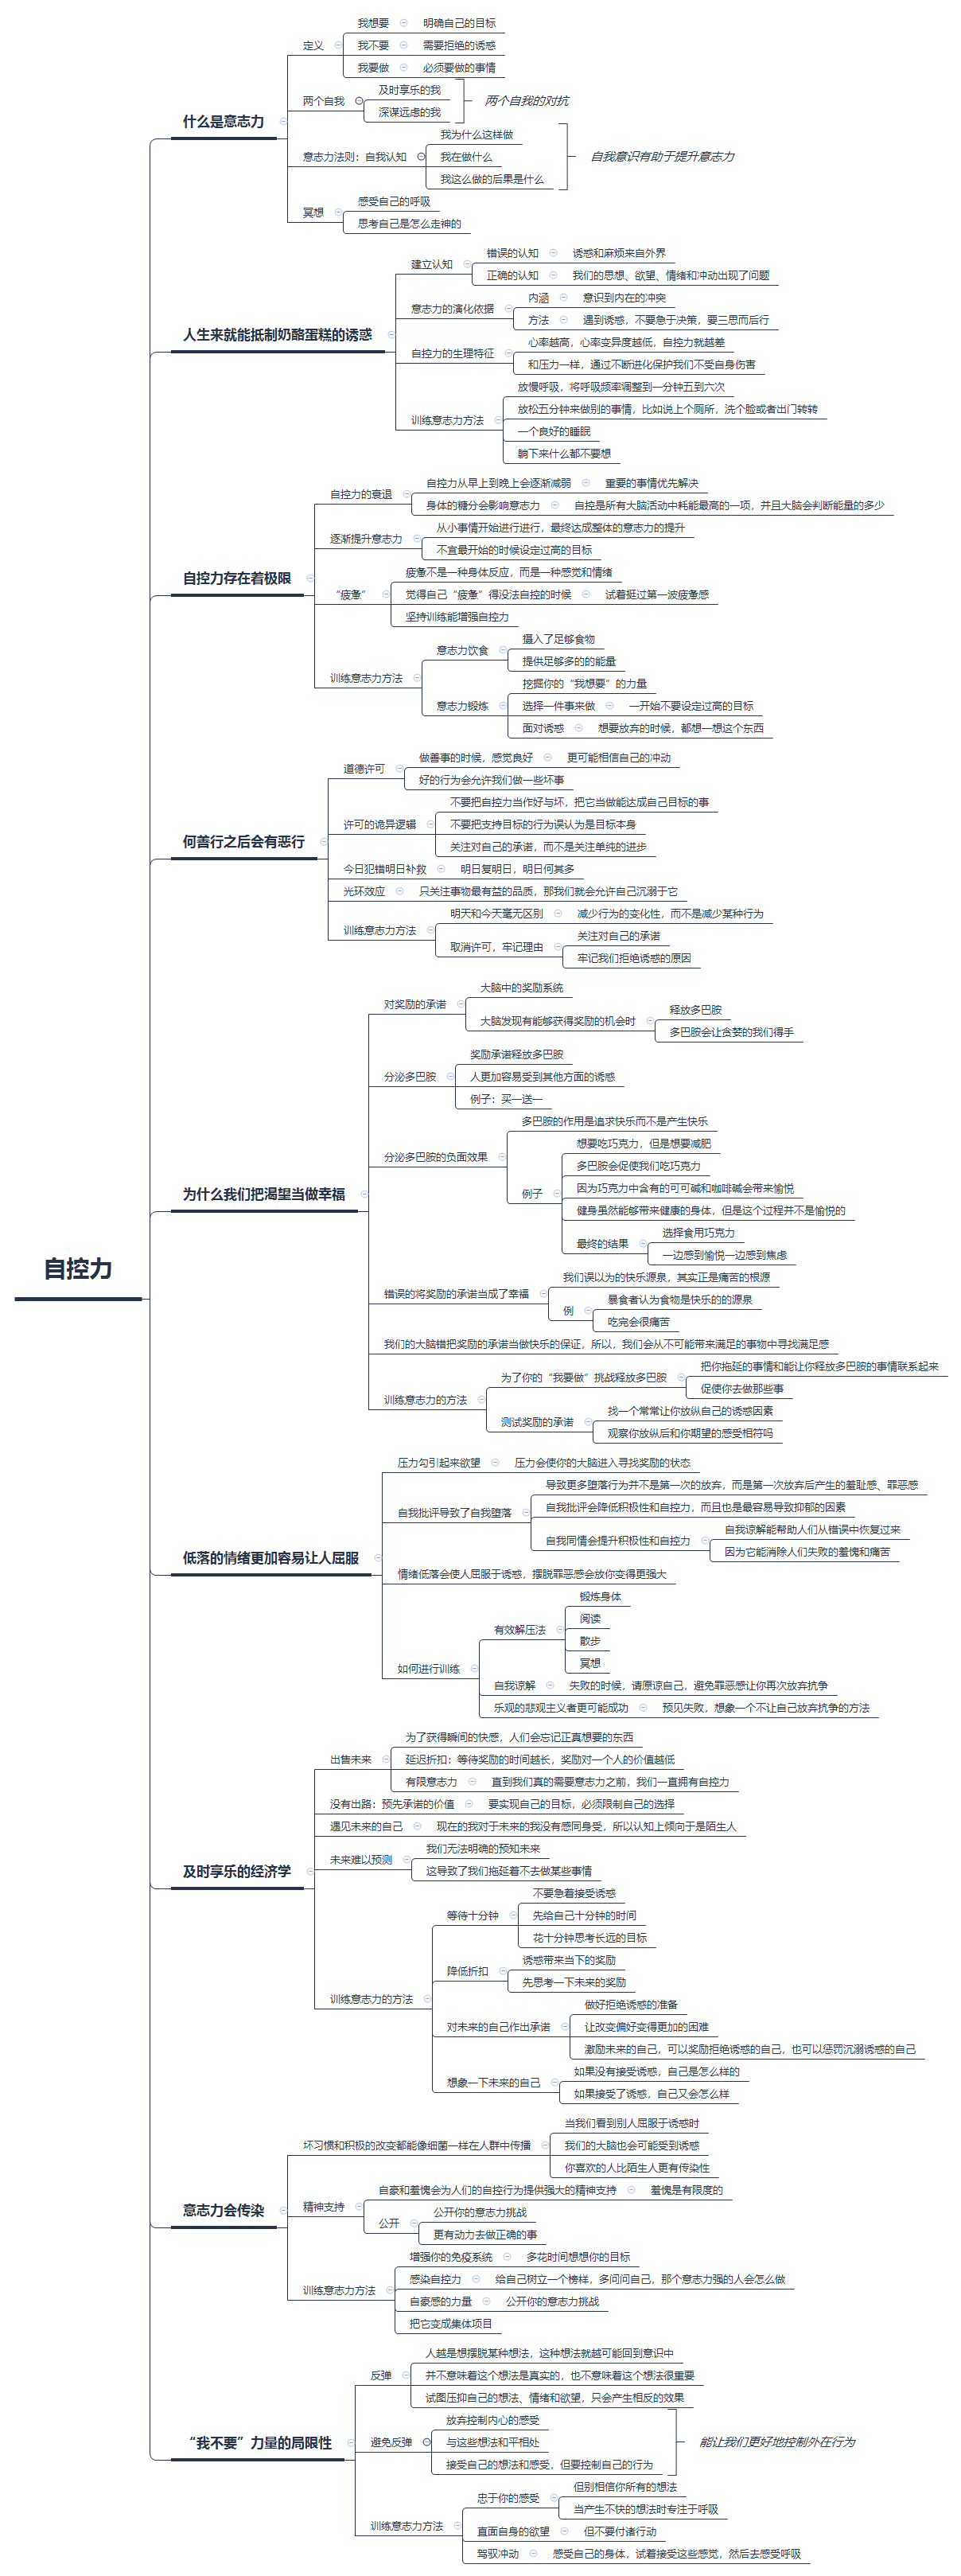 自控力
什么是意志力
定义
我想要
明确自己的目标
我不要
需要拒绝的诱惑
我要做
必须要做的事情
两个自我
及时享乐的我
深谋远虑的我
两个自我的对抗
意志力法则：自我认知
我为什么这样做
我在做什么
我这么做的后果是什么
自我意识有助于提升意志力
冥想
感受自己的呼吸
思考自己是怎么走神的
人生来就能抵制奶酪蛋糕的诱惑
建立认知
错误的认知
诱惑和麻烦来自外界
正确的认知
我们的思想、欲望、情绪和冲动出现了问题
意志力的演化依据
内涵
意识到内在的冲突
方法
遇到诱惑，不要急于决策，要三思而后行
自控力的生理特征
心率越高，心率变异度越低，自控力就越差
和压力一样，通过不断进化保护我们不受自身伤害
训练意志力方法
放慢呼吸，将呼吸频率调整到一分钟五到六次
放松五分钟来做别的事情，比如说上个厕所，洗个脸或者出门转转
一个良好的睡眠
躺下来什么都不要想
自控力存在着极限
自控力的衰退
自控力从早上到晚上会逐渐减弱
重要的事情优先解决
身体的糖分会影响意志力
自控是所有大脑活动中耗能最高的一项，并且大脑会判断能量的多少
逐渐提升意志力
从小事情开始进行进行，最终达成整体的意志力的提升
不宜最开始的时候设定过高的目标
“疲惫”
疲惫不是一种身体反应，而是一种感觉和情绪
觉得自己“疲惫”得没法自控的时候
试着挺过第一波疲惫感
坚持训练能增强自控力
训练意志力方法
意志力饮食
摄入了足够食物
提供足够多的的能量
意志力锻炼
挖掘你的“我想要”的力量
选择一件事来做
一开始不要设定过高的目标
面对诱惑
想要放弃的时候，都想一想这个东西
何善行之后会有恶行
道德许可
做善事的时候，感觉良好
更可能相信自己的冲动
好的行为会允许我们做一些坏事
许可的诡异逻辑
不要把自控力当作好与坏，把它当做能达成自己目标的事
不要把支持目标的行为误认为是目标本身
关注对自己的承诺，而不是关注单纯的进步
今日犯错明日补救
明日复明日，明日何其多
光环效应
只关注事物最有益的品质，那我们就会允许自己沉溺于它
训练意志力方法
明天和今天毫无区别
减少行为的变化性，而不是减少某种行为
取消许可，牢记理由
关注对自己的承诺
牢记我们拒绝诱惑的原因
为什么我们把渴望当做幸福
对奖励的承诺
大脑中的奖励系统
大脑发现有能够获得奖励的机会时
释放多巴胺
多巴胺会让贪婪的我们得手
分泌多巴胺
奖励承诺释放多巴胺
人更加容易受到其他方面的诱惑
例子：买一送一
分泌多巴胺的负面效果
多巴胺的作用是追求快乐而不是产生快乐
例子
想要吃巧克力，但是想要减肥
多巴胺会促使我们吃巧克力
因为巧克力中含有的可可碱和咖啡碱会带来愉悦
健身虽然能够带来健康的身体，但是这个过程并不是愉悦的
最终的结果
选择食用巧克力
一边感到愉悦一边感到焦虑
错误的将奖励的承诺当成了幸福
我们误以为的快乐源泉，其实正是痛苦的根源
例
暴食者认为食物是快乐的的源泉
吃完会很痛苦
我们的大脑错把奖励的承诺当做快乐的保证，所以，我们会从不可能带来满足的事物中寻找满足感
训练意志力的方法
为了你的“我要做”挑战释放多巴胺
把你拖延的事情和能让你释放多巴胺的事情联系起来
促使你去做那些事
测试奖励的承诺
找一个常常让你放纵自己的诱惑因素
观察你放纵后和你期望的感受相符吗
低落的情绪更加容易让人屈服
压力勾引起来欲望
压力会使你的大脑进入寻找奖励的状态
自我批评导致了自我堕落
导致更多堕落行为并不是第一次的放弃，而是第一次放弃后产生的羞耻感、罪恶感
自我批评会降低积极性和自控力，而且也是最容易导致抑郁的因素
自我同情会提升积极性和自控力
自我谅解能帮助人们从错误中恢复过来
因为它能消除人们失败的羞愧和痛苦
情绪低落会使人屈服于诱惑，摆脱罪恶感会放你变得更强大
如何进行训练
有效解压法
锻炼身体
阅读
散步
冥想
自我谅解
失败的时候，请原谅自己，避免罪恶感让你再次放弃抗争
乐观的悲观主义者更可能成功
预见失败，想象一个不让自己放弃抗争的方法
及时享乐的经济学
出售未来
为了获得瞬间的快感，人们会忘记正真想要的东西
延迟折扣：等待奖励的时间越长，奖励对一个人的价值越低
有限意志力
直到我们真的需要意志力之前，我们一直拥有自控力
没有出路：预先承诺的价值
要实现自己的目标，必须限制自己的选择
遇见未来的自己
现在的我对于未来的我没有感同身受，所以认知上倾向于是陌生人
未来难以预测
我们无法明确的预知未来
这导致了我们拖延着不去做某些事情
训练意志力的方法
等待十分钟
不要急着接受诱惑
先给自己十分钟的时间
花十分钟思考长远的目标
降低折扣
诱惑带来当下的奖励
先思考一下未来的奖励
对未来的自己作出承诺
做好拒绝诱惑的准备
让改变偏好变得更加的困难
激励未来的自己，可以奖励拒绝诱惑的自己，也可以惩罚沉溺诱惑的自己
想象一下未来的自己
如果没有接受诱惑，自己是怎么样的
如果接受了诱惑，自己又会怎么样
意志力会传染
坏习惯和积极的改变都能像细菌一样在人群中传播
当我们看到别人屈服于诱惑时
我们的大脑也会可能受到诱惑
你喜欢的人比陌生人更有传染性
精神支持
自豪和羞愧会为人们的自控行为提供强大的精神支持
羞愧是有限度的
公开
公开你的意志力挑战
更有动力去做正确的事
训练意志力方法
增强你的免疫系统
多花时间想想你的目标
感染自控力
给自己树立一个榜样，多问问自己，那个意志力强的人会怎么做
自豪感的力量
公开你的意志力挑战
把它变成集体项目
“我不要”力量的局限性
反弹
人越是想摆脱某种想法，这种想法就越可能回到意识中
并不意味着这个想法是真实的，也不意味着这个想法很重要
试图压抑自己的想法、情绪和欲望，只会产生相反的效果
避免反弹
放弃控制内心的感受
与这些想法和平相处
接受自己的想法和感受，但要控制自己的行为
能让我们更好地控制外在行为
训练意志力方法
忠于你的感受
但别相信你所有的想法
当产生不快的想法时专注于呼吸
直面自身的欲望
但不要付诸行动
驾驭冲动
感受自己的身体，试着接受这些感觉，然后去感受呼吸